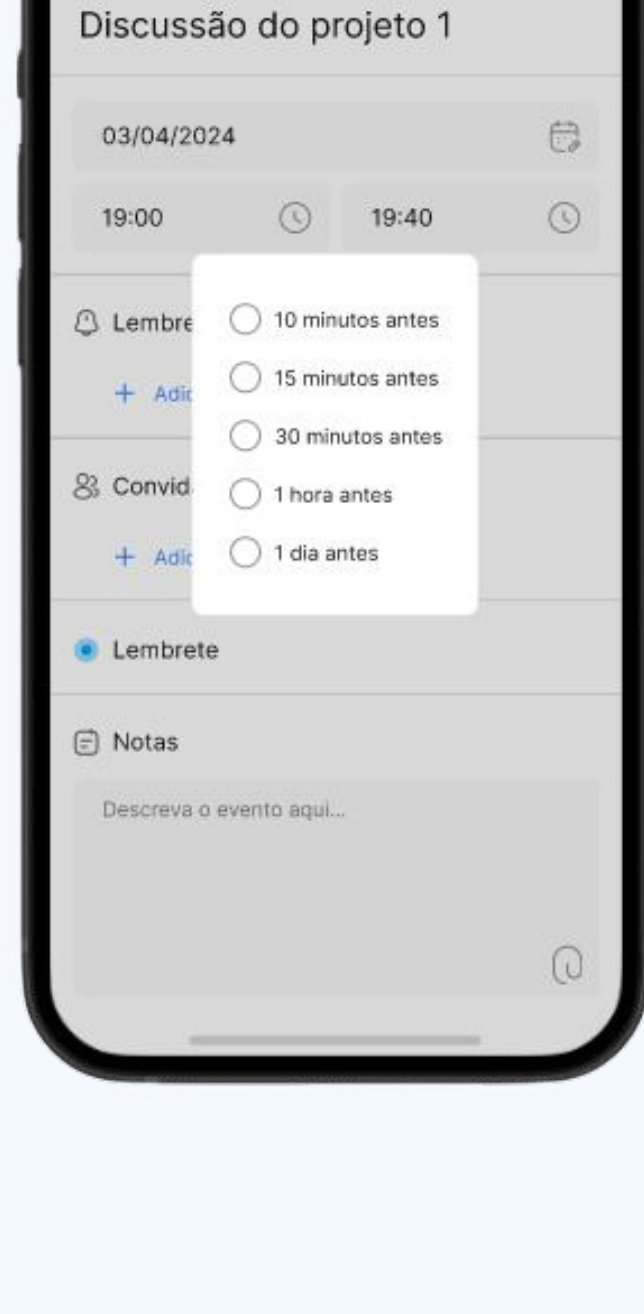 Discussão do projeto 1
03/04/2024
19:00 19:40
Lembre
10 minutos antes
15 minutos antes
+ Adic
30 minutos antes
Convid
1 hora antes
+ Adic
1 dia antes
Lembrete
Notas
Descreva o evento aqui...